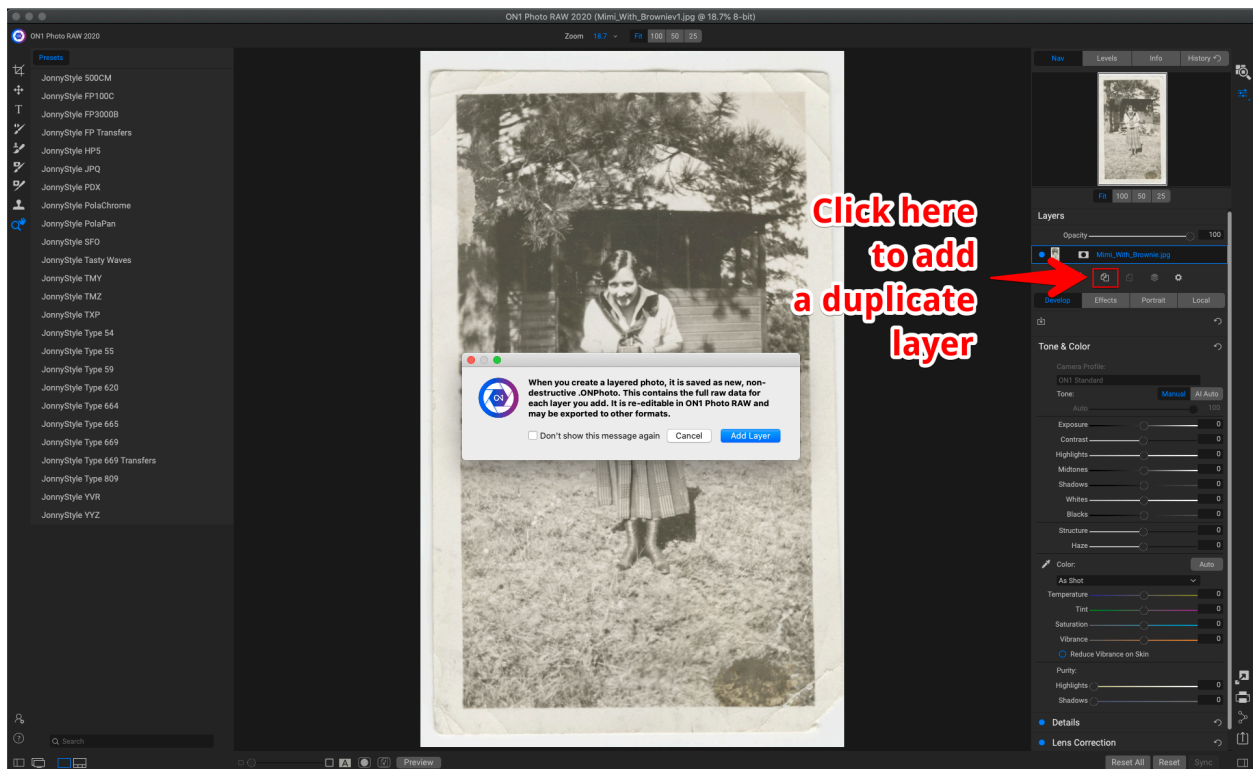 ON1 Photo RAW 2020 (Mimi_With_Browniev1.jpg @ 18.7% 8-bit)
ON1 Photo RAW 2020
Zoom 18.7 Fit 100 50 25
Presets
JonnyStyle 500CM
JonnyStyle FP100C
JonnyStyle FP3000B
JonnyStyle FP Transfers
JonnyStyle HP5
JonnyStyle JPQ
JonnyStyle PDX
JonnyStyle PolaChrome
JonnyStyle PolaPan
JonnyStyle SFO
JonnyStyle Tasty Waves
JonnyStyle TMY
JonnyStyle TMZ
JonnyStyle TXP
JonnyStyle Type 54
JonnyStyle Type 55
JonnyStyle Type 59
JonnyStyle Type 620
JonnyStyle Type 664
JonnyStyle Type 665
JonnyStyle Type 669
JonnyStyle Type 669 Transfers
JonnyStyle Type 809
JonnyStyle YVR
JonnyStyle YYZ
Search
Click here
to add
a duplicate
layer
ON
When you create a layered photo, it is saved as new, non-
destructive .ONPhoto. This contains the full raw data for
each layer you add. It is re-editable in ON1 Photo RAW and
may be exported to other formats.
Don't show this message again Cancel Add Layer
Nav Levels Info History
Fit 100 50 25
Layers
Opacity 100
Mimi_With_Brownie.jpg
Develop Effects Portrait Local
Tone & Color
Camera Profile:
ON1 Standard
Tone: Manual AI Auto
Auto 100
Exposure 0
Contrast 0
Highlights 0
Midtones 0
Shadows 0
Whites 0
Blacks 0
Structure 0
Haze 0
Color: Auto
As Shot
Temperature 0
Tint 0
Saturation 0
Vibrance 0
Reduce Vibrance on Skin
Purity:
Highlights 0
Shadows 0
Details
Lens Correction
A Preview
Reset All Reset Sync